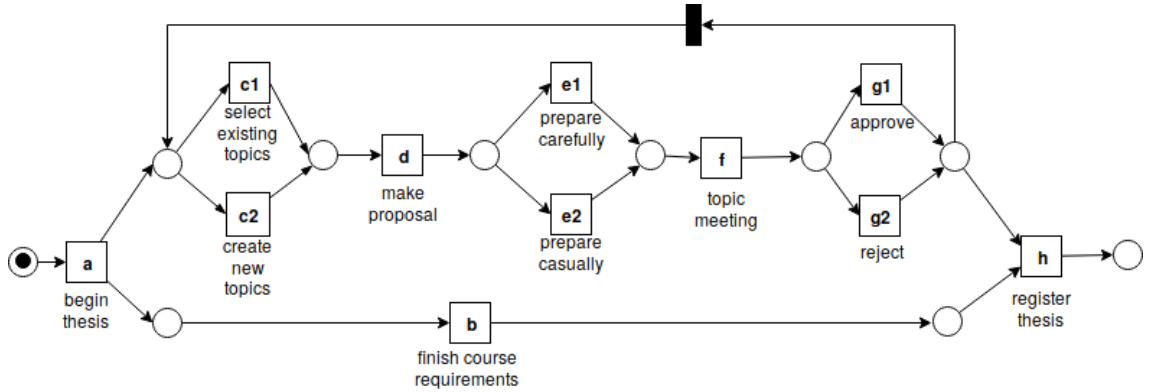 c1
select
existing
topics
c2
create
new
topics
d
make
proposal
e1
prepare
carefully
e2
prepare
casually
f
topic
meeting
g1
approve
g2
reject
a
begin
thesis
b
finish course
requirements
h
register
thesis